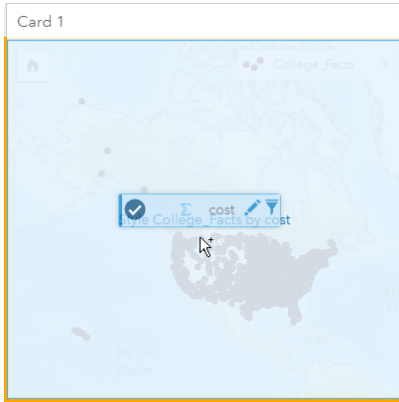 Card 1
College_Facts
Σ cost
Style College_Facts by cost
Pacific
Ocean